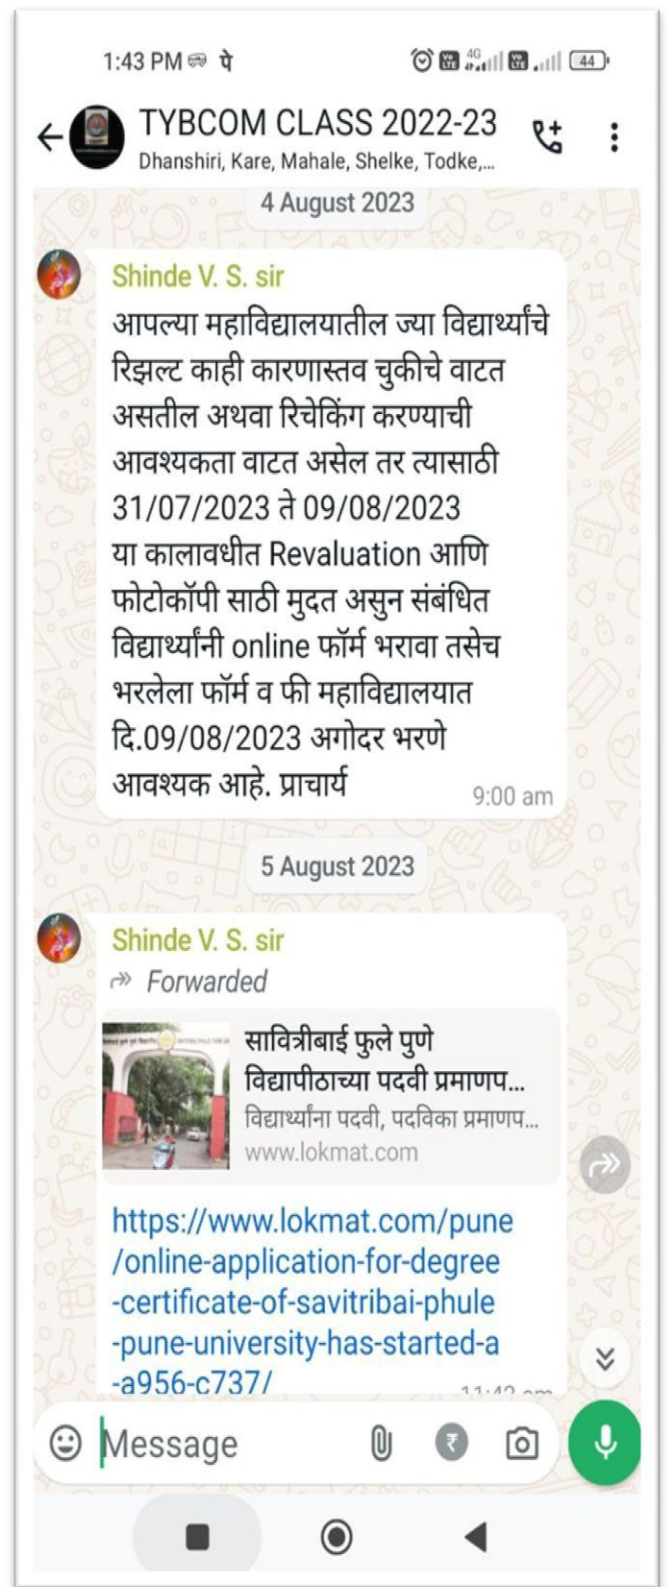 1:43 PM पे 4G 44
TYBCOM CLASS 2022-23
Dhanshiri, Kare, Mahale, Shelke, Todke,...
4 August 2023
Shinde V. S. sir
आपल्या महाविद्यालयातील ज्या विद्यार्थ्यांचे
रिझल्ट काही कारणास्तव चुकीचे वाटत
असतील अथवा रिचेकिंग करण्याची
आवश्यकता वाटत असेल तर त्यासाठी
31/07/2023 ते 09/08/2023
या कालावधीत Revaluation आणि
फोटोकॉपी साठी मुदत असुन संबंधित
विद्यार्थ्यांनी online फॉर्म भरावा तसेच
भरलेला फॉर्म व फी महाविद्यालयात
दि.09/08/2023 अगोदर भरणे
आवश्यक आहे. प्राचार्य
9:00 am
5 August 2023
Shinde V. S. sir
Forwarded
सावित्रीबाई फुले पुणे
विद्यापीठाच्या पदवी प्रमाणप...
विद्यार्थ्यांना पदवी, पदविका प्रमाणप...
www.lokmat.com
https://www.lokmat.com/pune
/online-application-for-degree
-certificate-of-savitribai-phule
-pune-university-has-started-a
-a956-c737/
Message